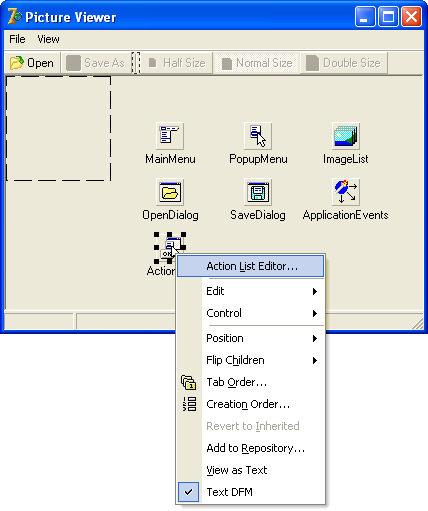 Picture Viewer
File View
Open Save As Half Size Normal Size Double Size
MainMenu PopupMenu ImageList
OpenDialog SaveDialog ApplicationEvents
Action List Editor...
Edit
Control
Position
Flip Children
Tab Order...
Creation Order...
Revert to Inherited
Add to Repository...
View as Text
Text DFM